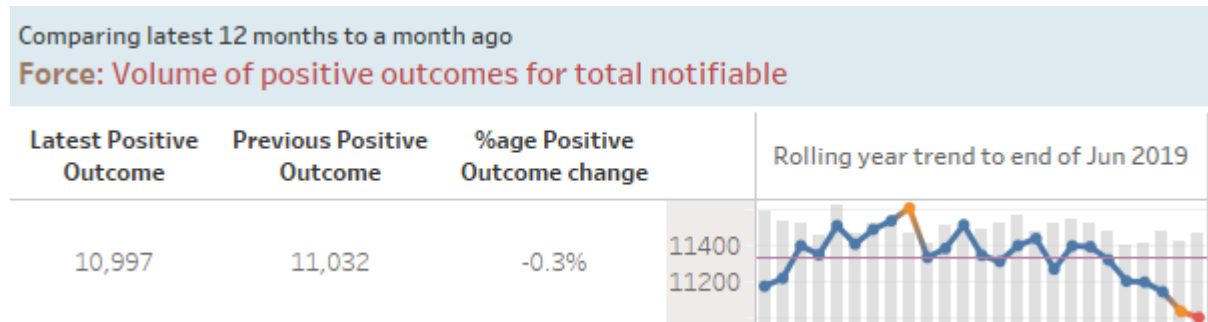 Comparing latest 12 months to a month ago
Force: Volume of positive outcomes for total notifiable
Latest Positive Outcome
Previous Positive Outcome
%age Positive Outcome change
Rolling year trend to end of Jun 2019
10,997
11,032
-0.3%
11400
11200